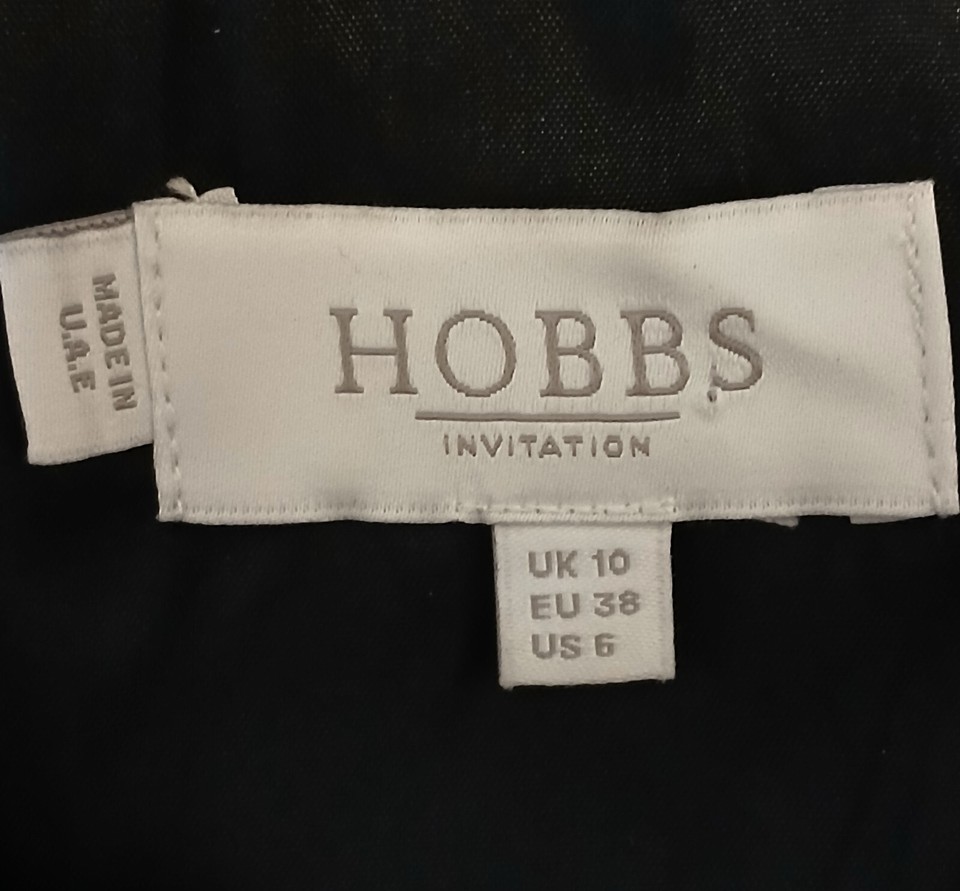 HOBBS
INVITATION
MADE IN
U.A.E
UK 10
EU 38
US 6